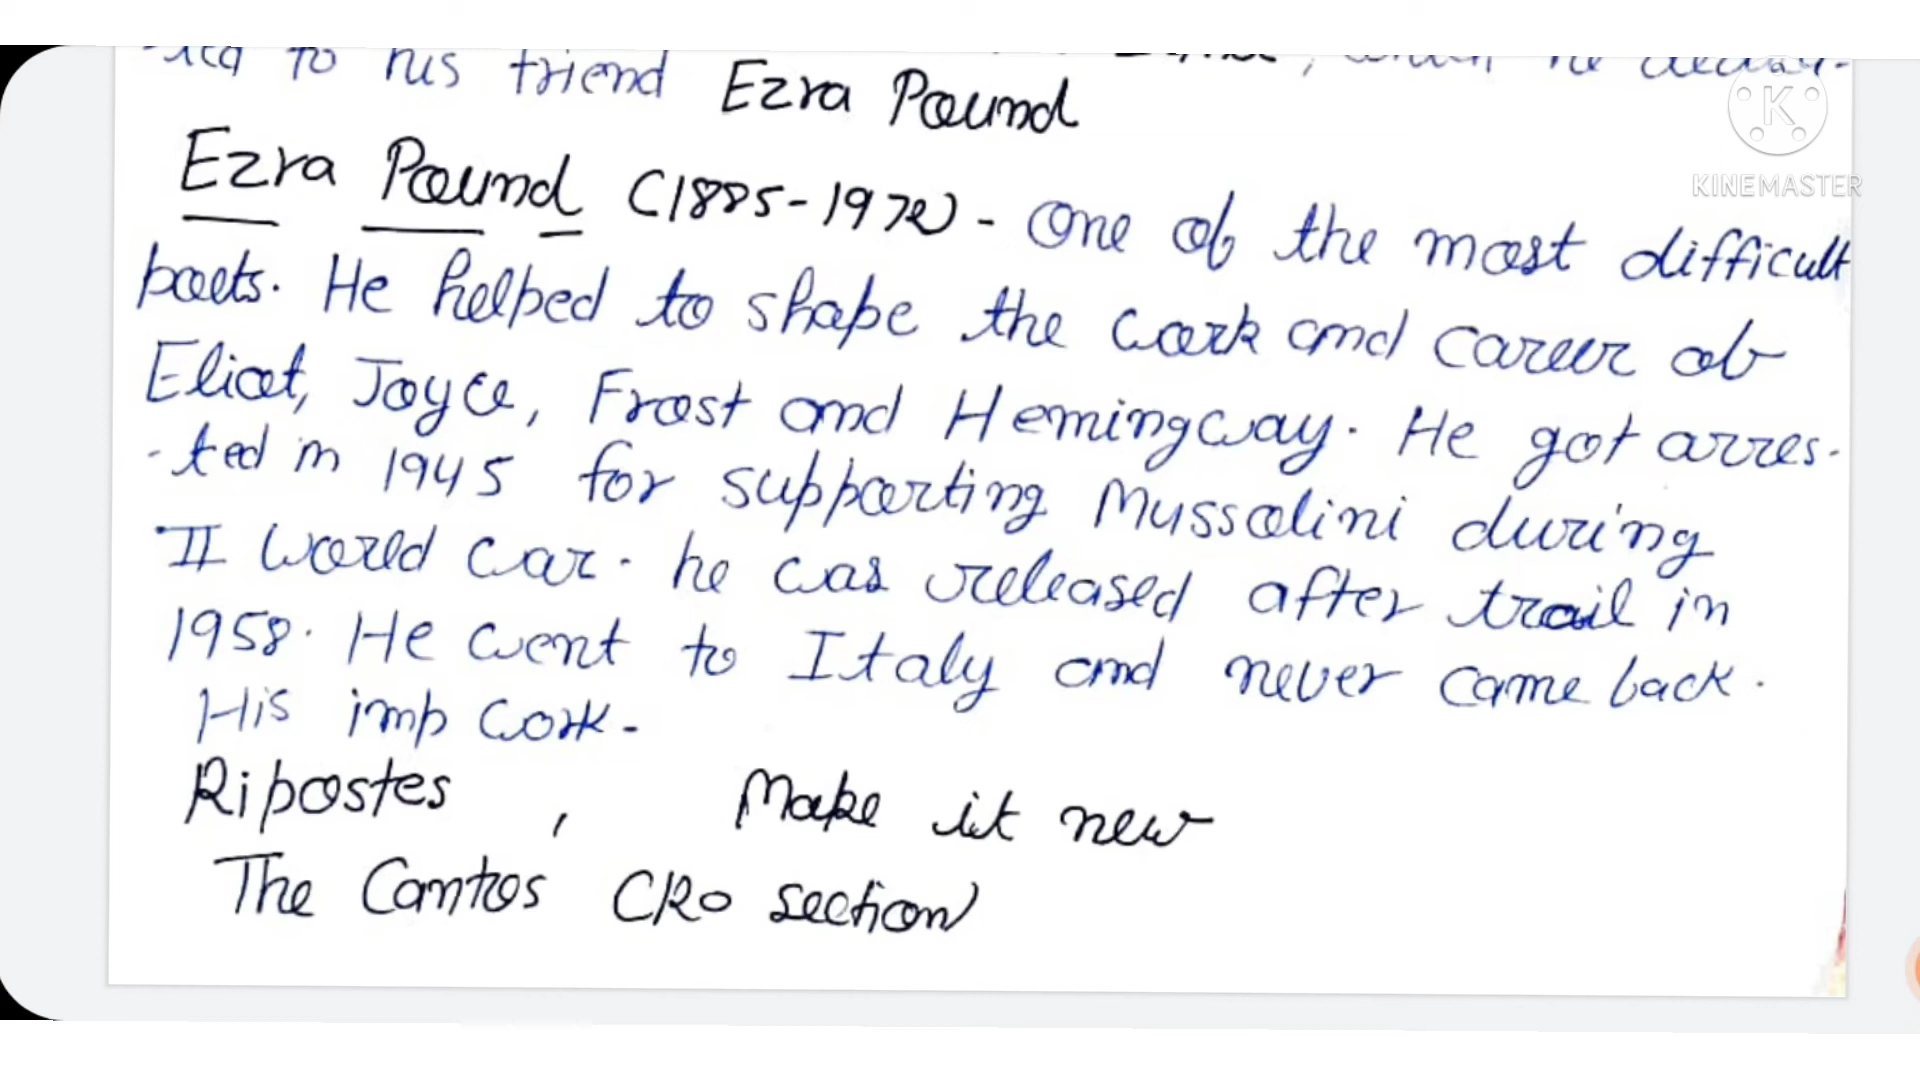 to his friend Ezra Pound
KINEMASTER
Ezra Pound (1885-1972) - One of the most difficult
poets. He helped to shape the work and career of
Eliot, Joyce, Frost and Hemingway. He got arres-
-ted in 1945 for supporting Mussolini during
II World war. he was released after trail in
1958. He went to Italy and never came back.
His imp work-
Ripostes , Make it new
The Cantos (120 section)